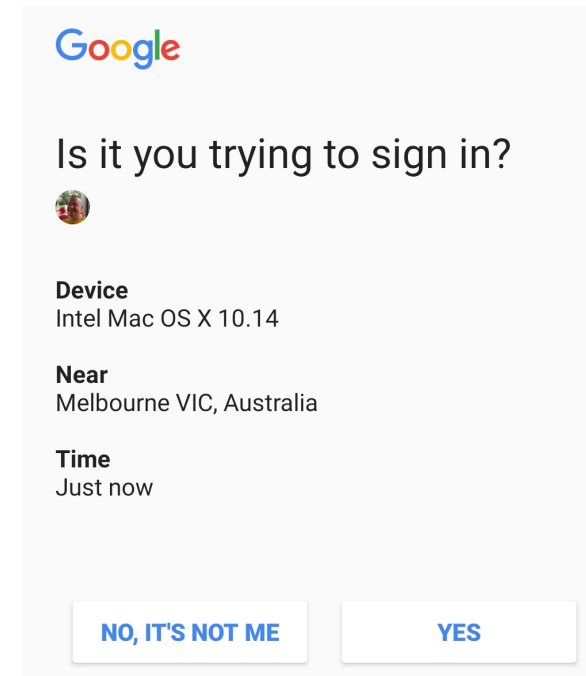 Google
Is it you trying to sign in?
Device
Intel Mac OS X 10.14
Near
Melbourne VIC, Australia
Time
Just now
NO, IT'S NOT ME
YES